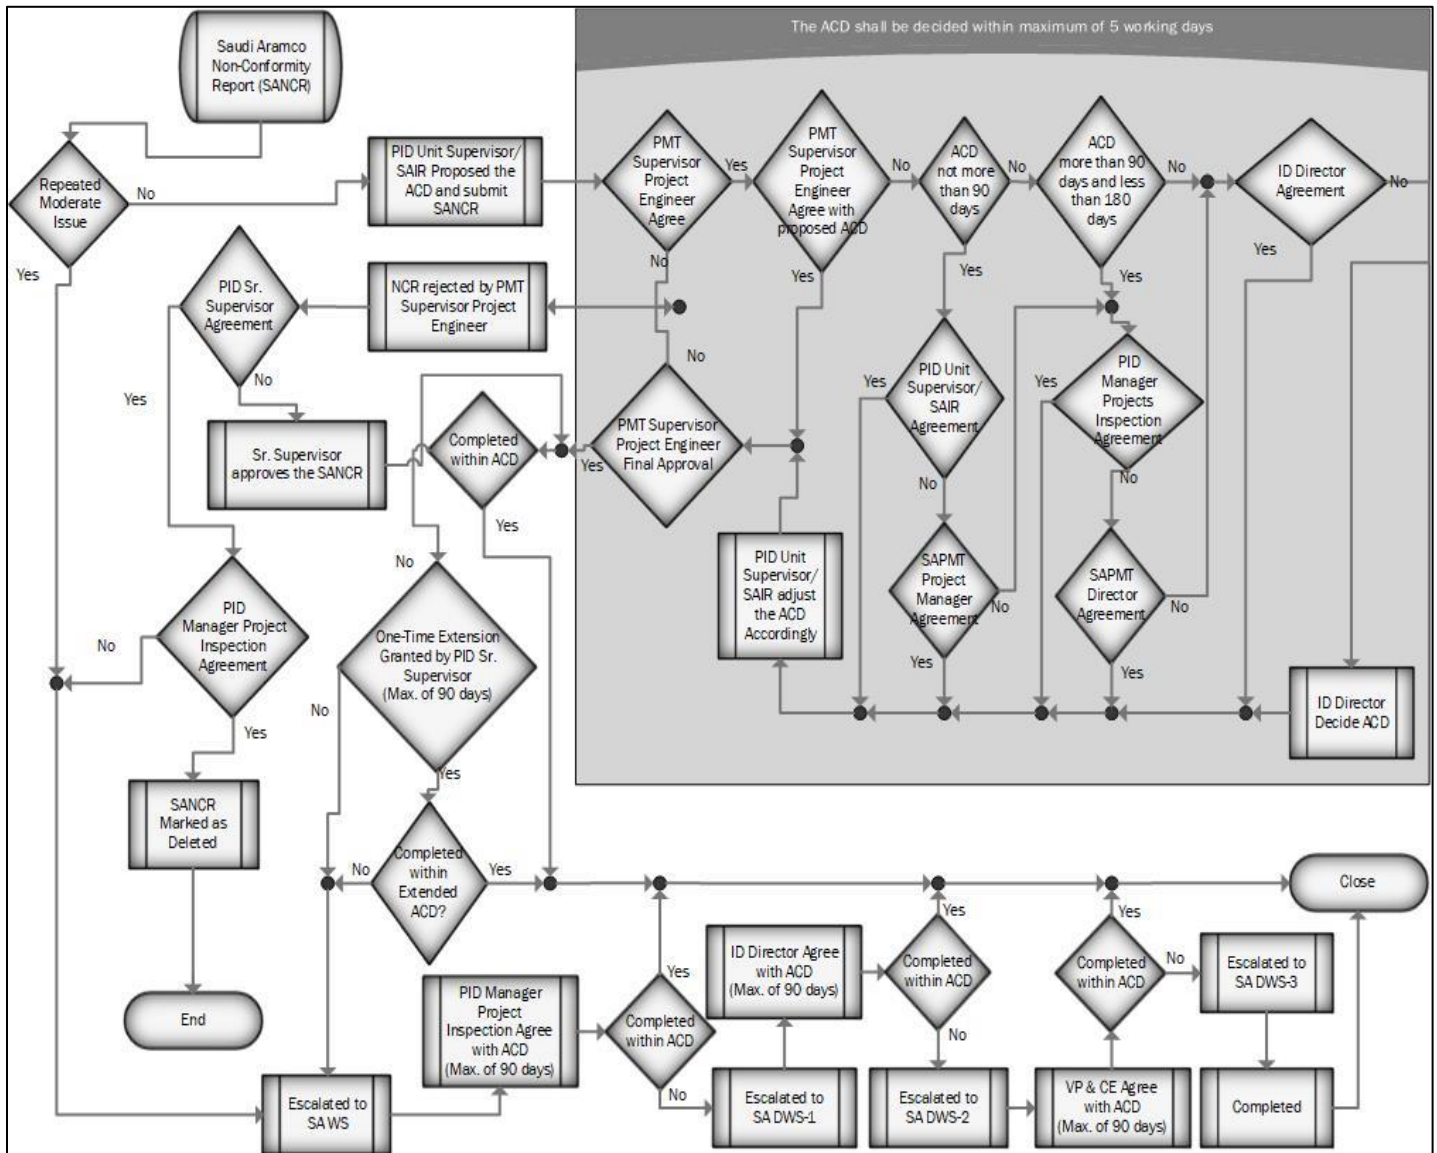 The ACD shall be decided within maximum of 5 working days
Saudi Aramco
Non-Conformity
Report (SANCR)
Repeated
Moderate
Issue
No
Yes
PID Unit Supervisor/
SAIR Proposed the
ACD and submit
SANCR
PMT
Supervisor
Project
Engineer
Agree
Yes
No
PMT
Supervisor
Project
Engineer
Agree with
proposed ACD
No
Yes
ACD
not more
than 90
days
No
Yes
ACD
more than 90
days and less
than 180 days
No
Yes
ID Director
Agreement
No
Yes
PID Sr.
Supervisor
Agreement
Yes
No
NCR rejected by PMT
Supervisor Project
Engineer
No
PMT Supervisor
Project Engineer
Final Approval
Yes
PID Unit
Supervisor/
SAIR
Agreement
Yes
No
PID
Manager
Projects
Inspection
Agreement
Yes
No
Sr. Supervisor
approves the SANCR
Completed
within ACD
Yes
No
PID Unit
Supervisor/
SAIR adjust
the ACD
Accordingly
SAPMT
Project
Manager
Agreement
No
Yes
SAPMT
Director
Agreement
No
Yes
ID Director
Decide ACD
PID
Manager Project
Inspection
Agreement
No
Yes
One-Time Extension
Granted by PID Sr.
Supervisor
(Max. of 90 days)
No
Yes
SANCR
Marked as
Deleted
End
Completed
within
Extended
ACD?
No
Yes
Close
Escalated to
SA WS
PID Manager
Project
Inspection Agree
with ACD
(Max. of 90 days)
Completed
within ACD
Yes
No
Escalated to
SA DWS-1
ID Director Agree
with ACD
(Max. of 90 days)
Completed
within ACD
Yes
No
Escalated to
SA DWS-2
VP & CE Agree
with ACD
(Max. of 90 days)
Completed
within ACD
Yes
No
Escalated to
SA DWS-3
Completed